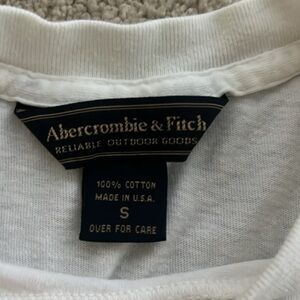 Abercrombie & Fitch
RELIABLE OUTDOOR GOODS
100% COTTON
MADE IN U.S.A.
S
OVER FOR CARE